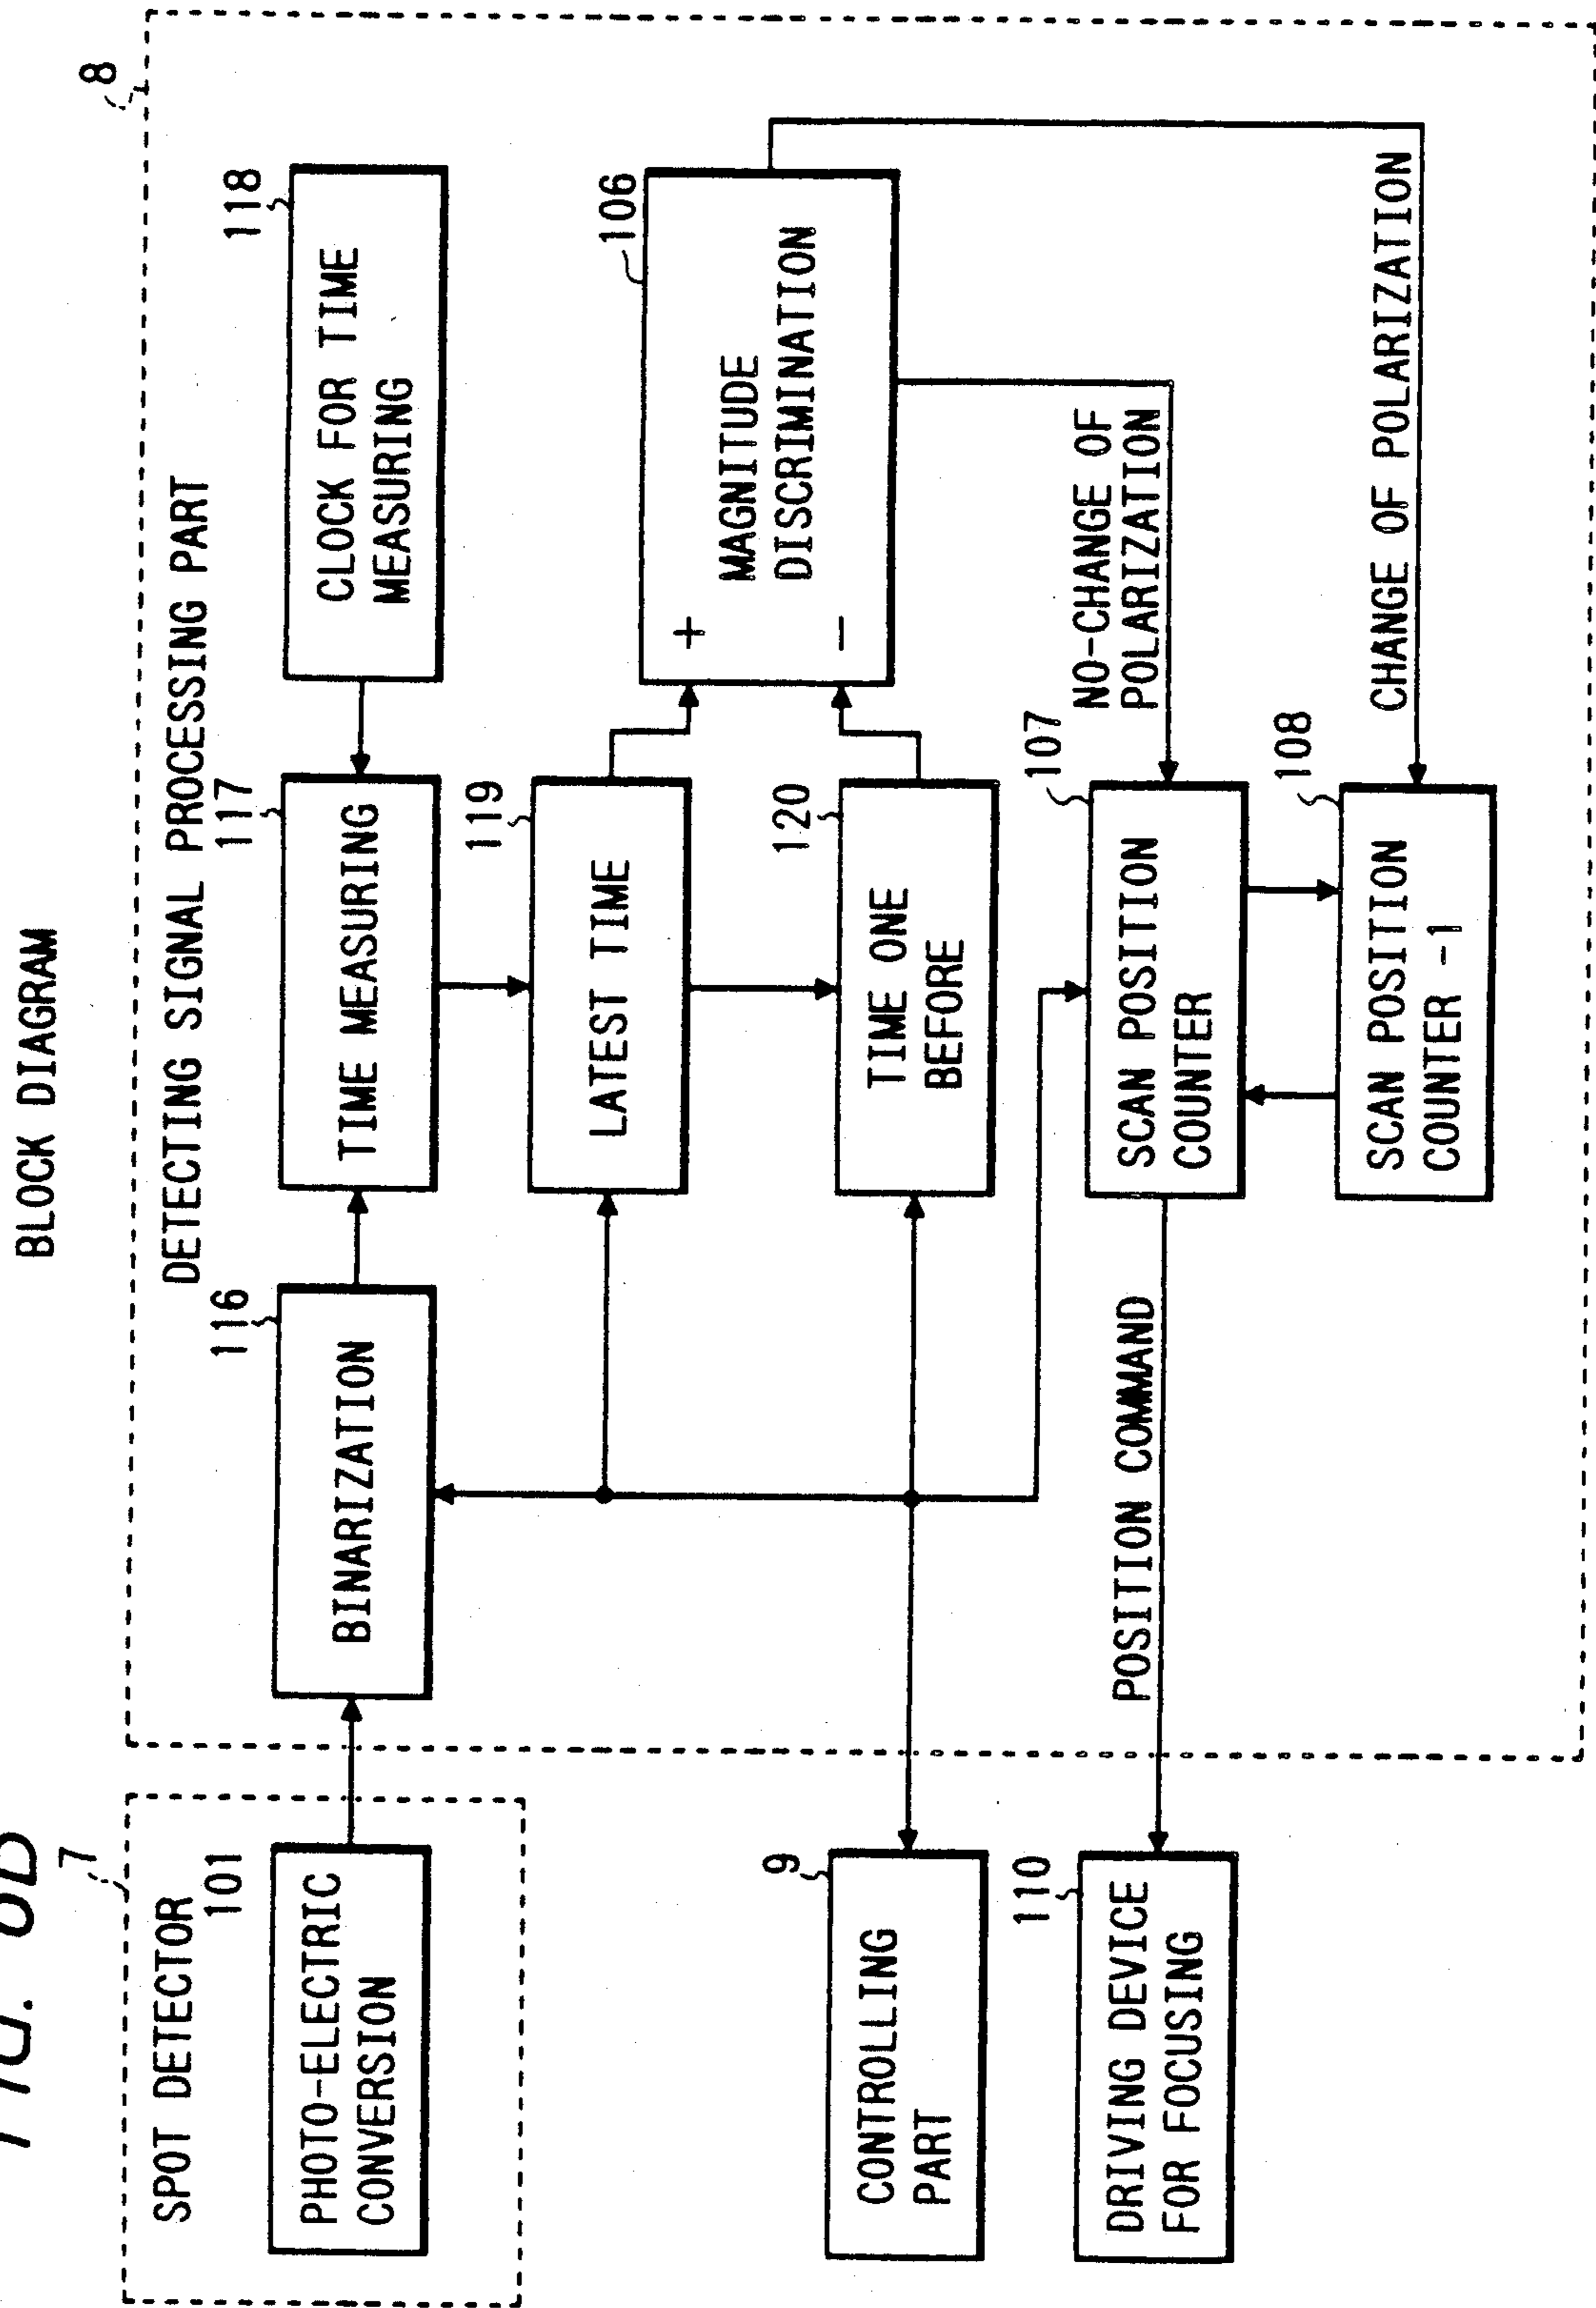 BLOCK DIAGRAM
7
SPOT DETECTOR
101
PHOTO-ELECTRIC
CONVERSION
8
DETECTING SIGNAL PROCESSING PART
116
BINARIZATION
117
TIME MEASURING
118
CLOCK FOR TIME
MEASURING
119
LATEST TIME
106
+
-
MAGNITUDE
DISCRIMINATION
120
TIME ONE
BEFORE
9
CONTROLLING
PART
NO-CHANGE OF
POLARIZATION
107
SCAN POSITION
COUNTER
POSITION COMMAND
110
DRIVING DEVICE
FOR FOCUSING
108
SCAN POSITION
COUNTER -1
CHANGE OF POLARIZATION